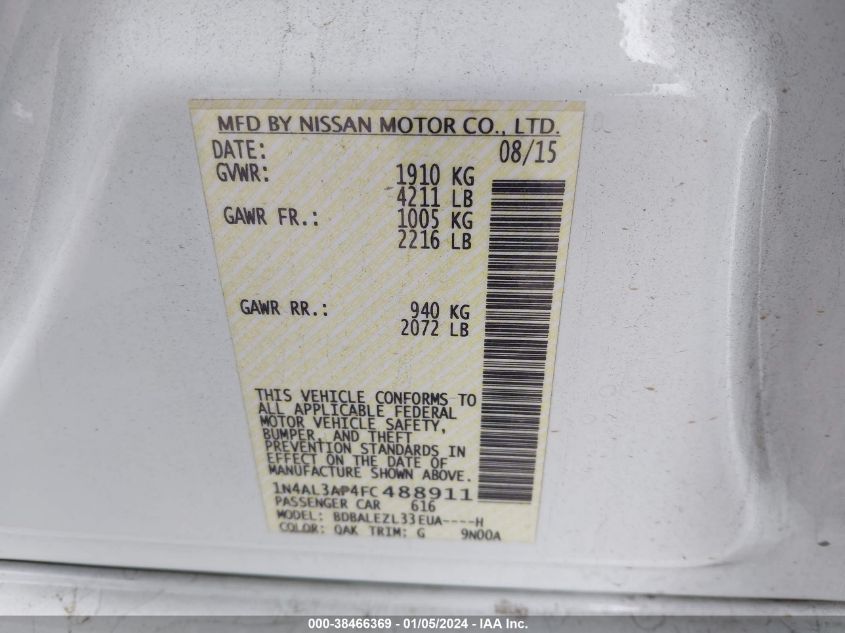 MFD BY NISSAN MOTOR CO., LTD.
DATE: 08/15
GVWR: 1910 KG
4211 LB
GAWR FR.: 1005 KG
2216 LB
GAWR RR.: 940 KG
2072 LB
THIS VEHICLE CONFORMS TO
ALL APPLICABLE FEDERAL
MOTOR VEHICLE SAFETY,
BUMPER, AND THEFT
PREVENTION STANDARDS IN
EFFECT ON THE DATE OF
MANUFACTURE SHOWN ABOVE.
1N4AL3AP4FC488911
PASSENGER CAR 616
MODEL: BDBALEZL33EUA----H
COLOR: QAK TRIM: G 9N00A
000-38466369 | 01/05/2024 - IAA Inc.